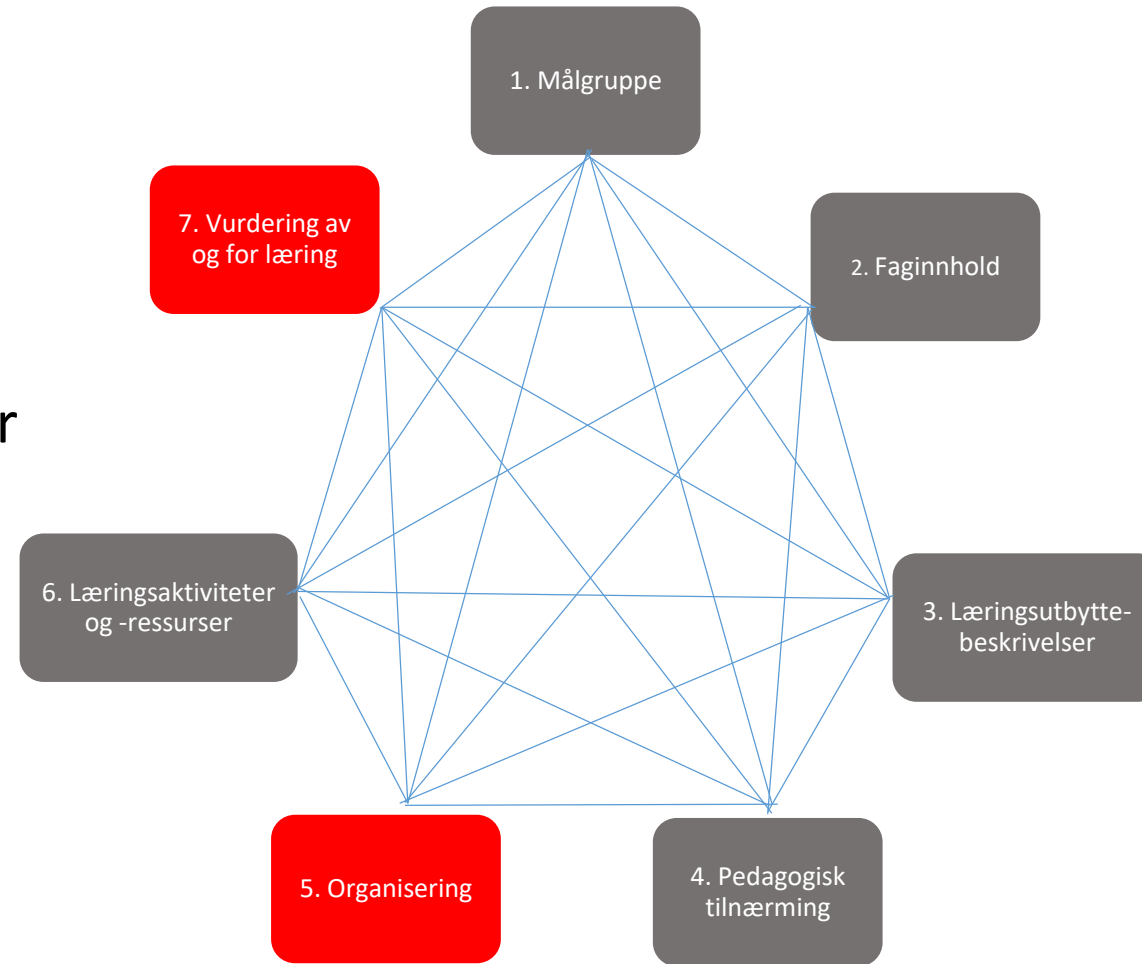 1. Målgruppe
7. Vurdering av
og for læring
2. Faginnhold
r
6. Læringsaktiviteter
og -ressurser
3. Læringsutbytte-
beskrivelser
5. Organisering
4. Pedagogisk
tilnærming